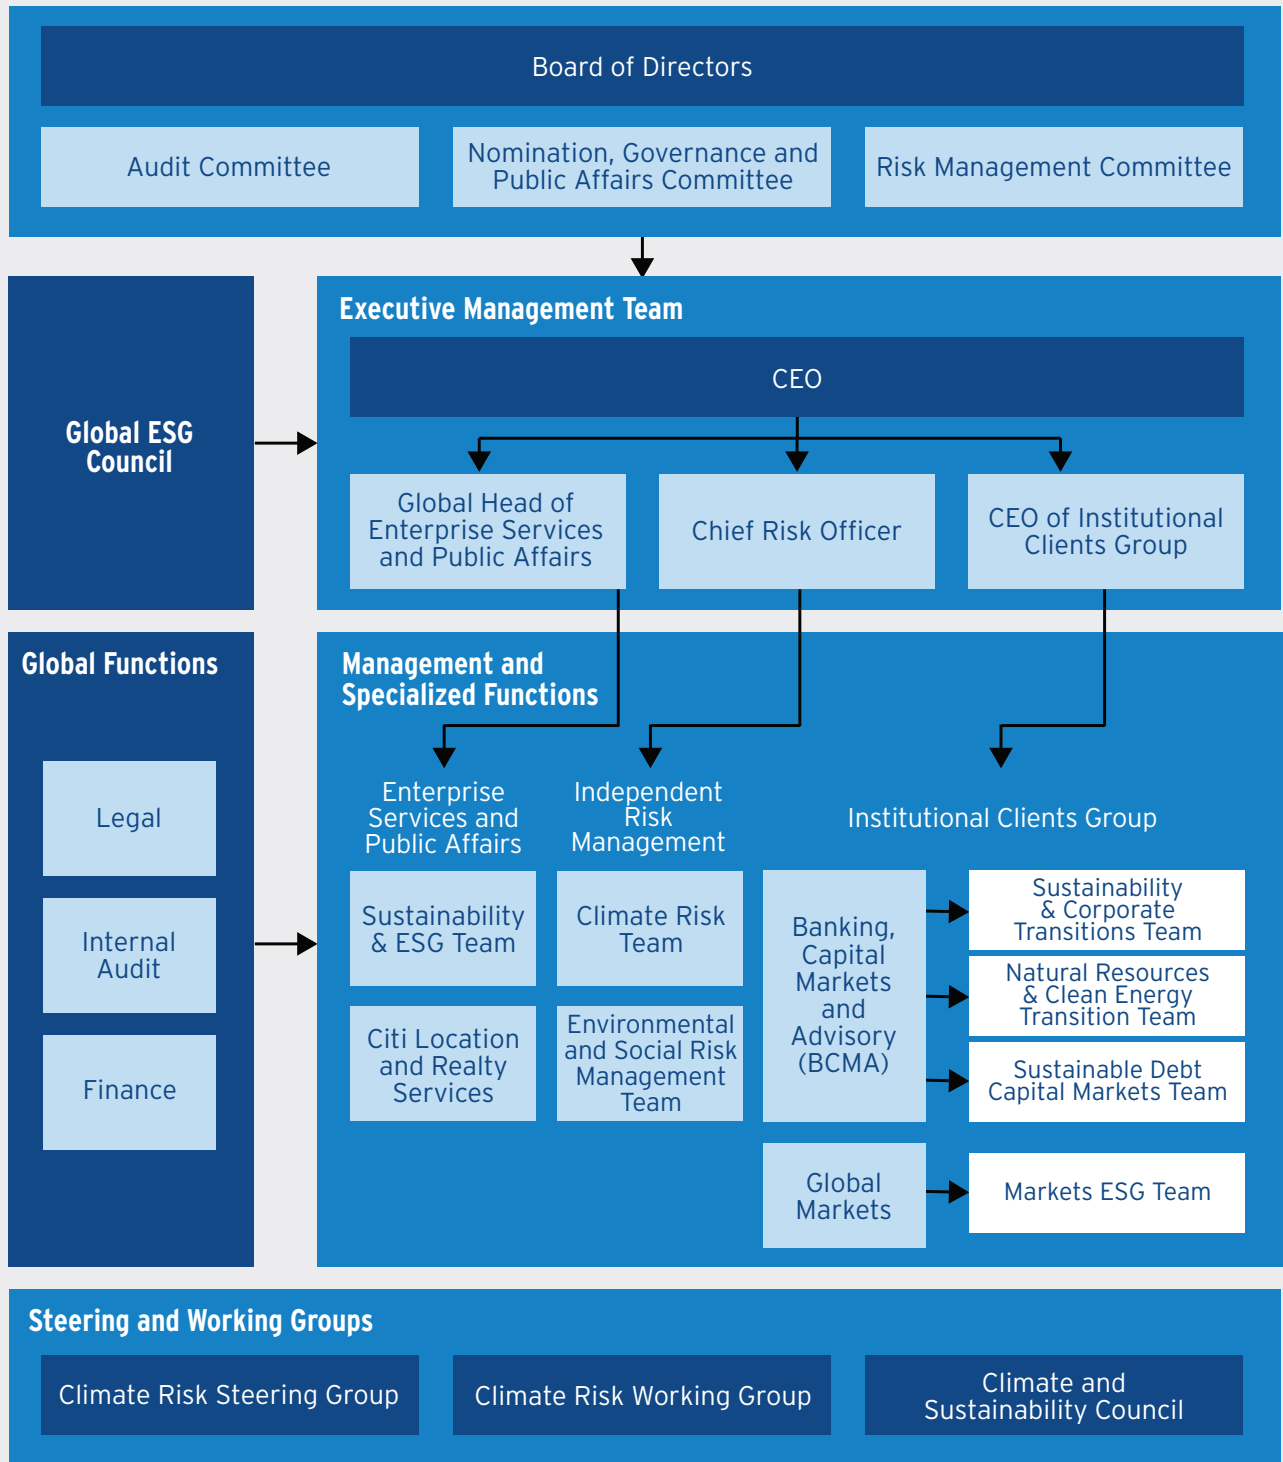 Board of Directors
Audit Committee
Nomination, Governance and
Public Affairs Committee
Risk Management Committee
Global ESG
Council
Executive Management Team
CEO
Global Head of
Enterprise Services
and Public Affairs
Chief Risk Officer
CEO of Institutional
Clients Group
Global Functions
Legal
Internal
Audit
Finance
Management and
Specialized Functions
Enterprise
Services and
Public Affairs
Sustainability
& ESG Team
Citi Location
and Realty
Services
Independent
Risk
Management
Climate Risk
Team
Environmental
and Social Risk
Management
Team
Institutional Clients Group
Banking,
Capital
Markets
and
Advisory
(BCMA)
Sustainability
& Corporate
Transitions Team
Natural Resources
& Clean Energy
Transition Team
Sustainable Debt
Capital Markets Team
Global
Markets
Markets ESG Team
Steering and Working Groups
Climate Risk Steering Group
Climate Risk Working Group
Climate and
Sustainability Council